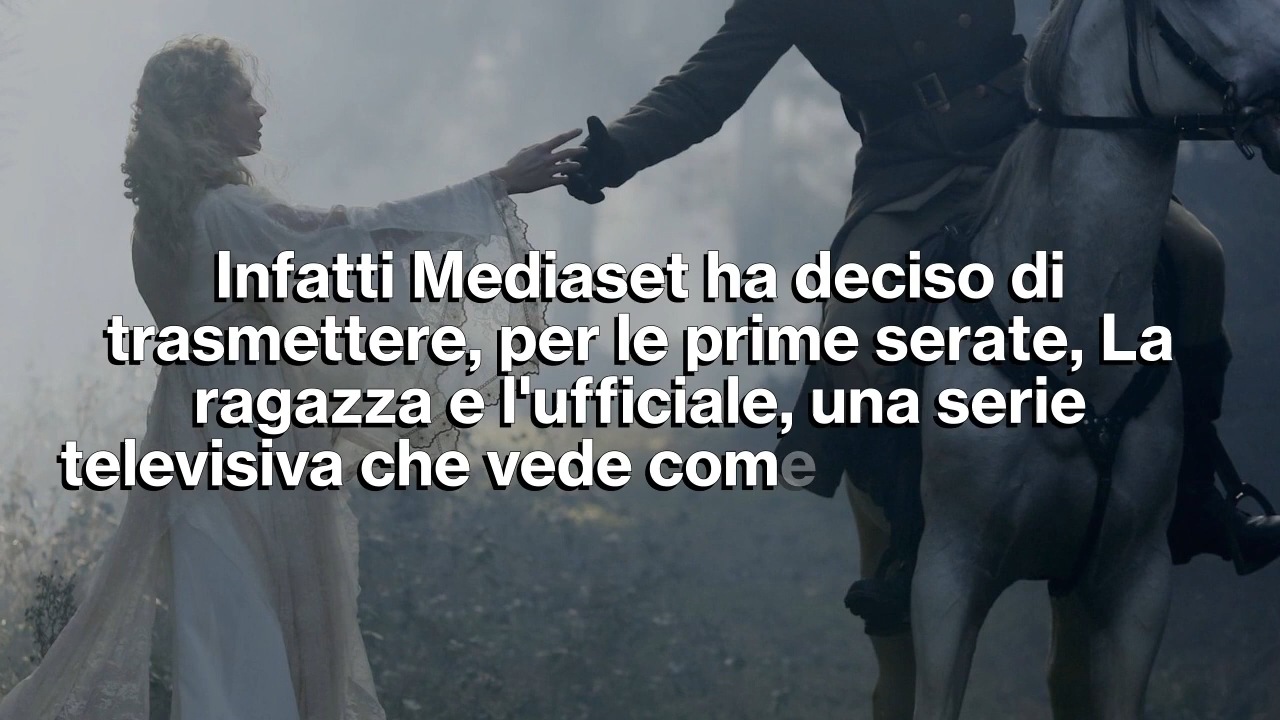 Infatti Mediaset ha deciso di
trasmettere, per le prime serate, La
ragazza e l'ufficiale, una serie
televisiva che vede come